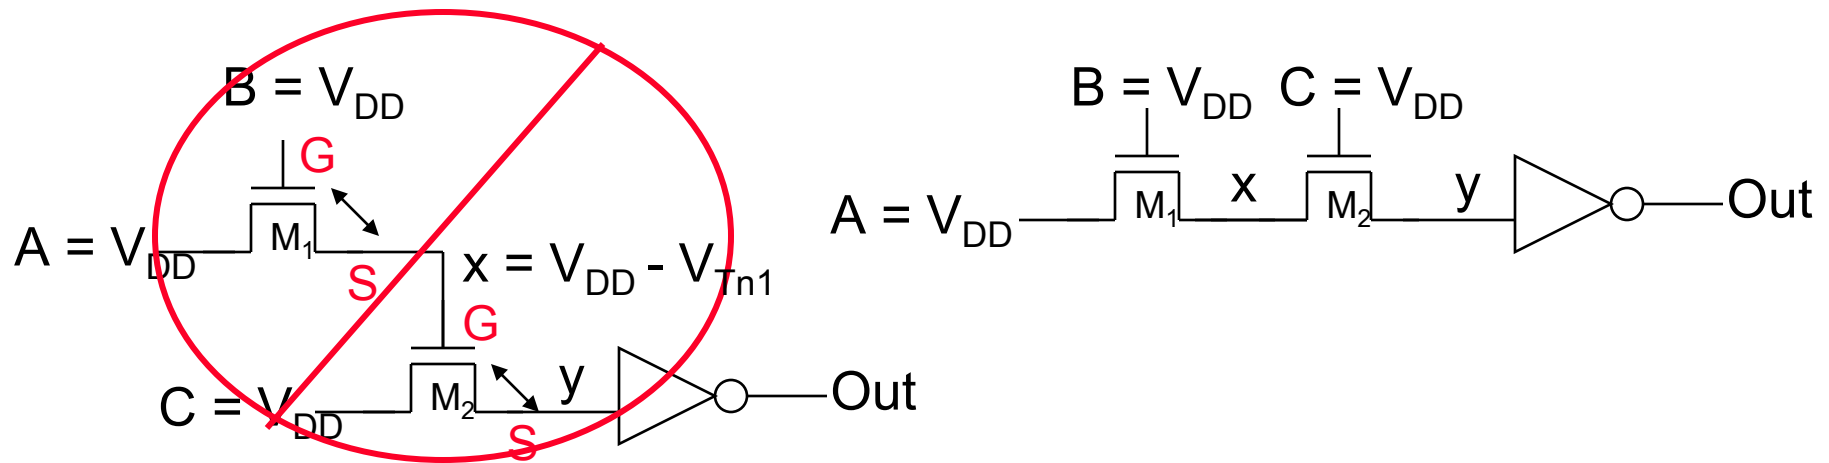 B = VDD
G
A = VDD
M1
S
x = VDD - VTn1
G
C = VDD
M2
y
S
Out
B = VDD
C = VDD
A = VDD
M1
x
M2
y
Out